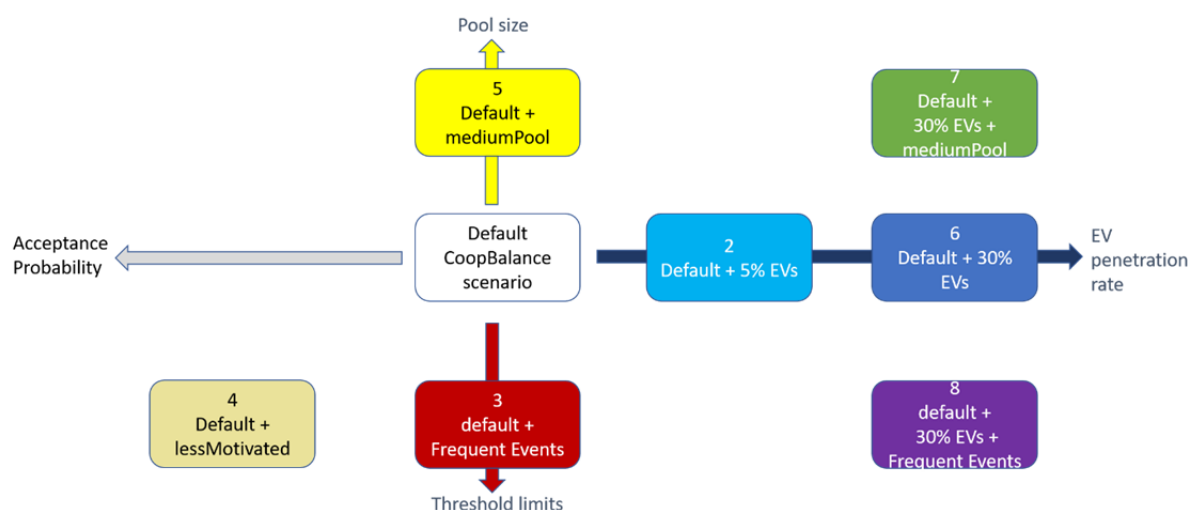 Pool size
5
Default +
mediumPool
7
Default +
30% EVs +
mediumPool
Acceptance
Probability
Default
CoopBalance
scenario
2
Default + 5% EVs
6
Default + 30%
EVs
EV
penetration
rate
4
Default +
lessMotivated
3
default +
Frequent Events
8
default +
30% EVs +
Frequent Events
Threshold limits